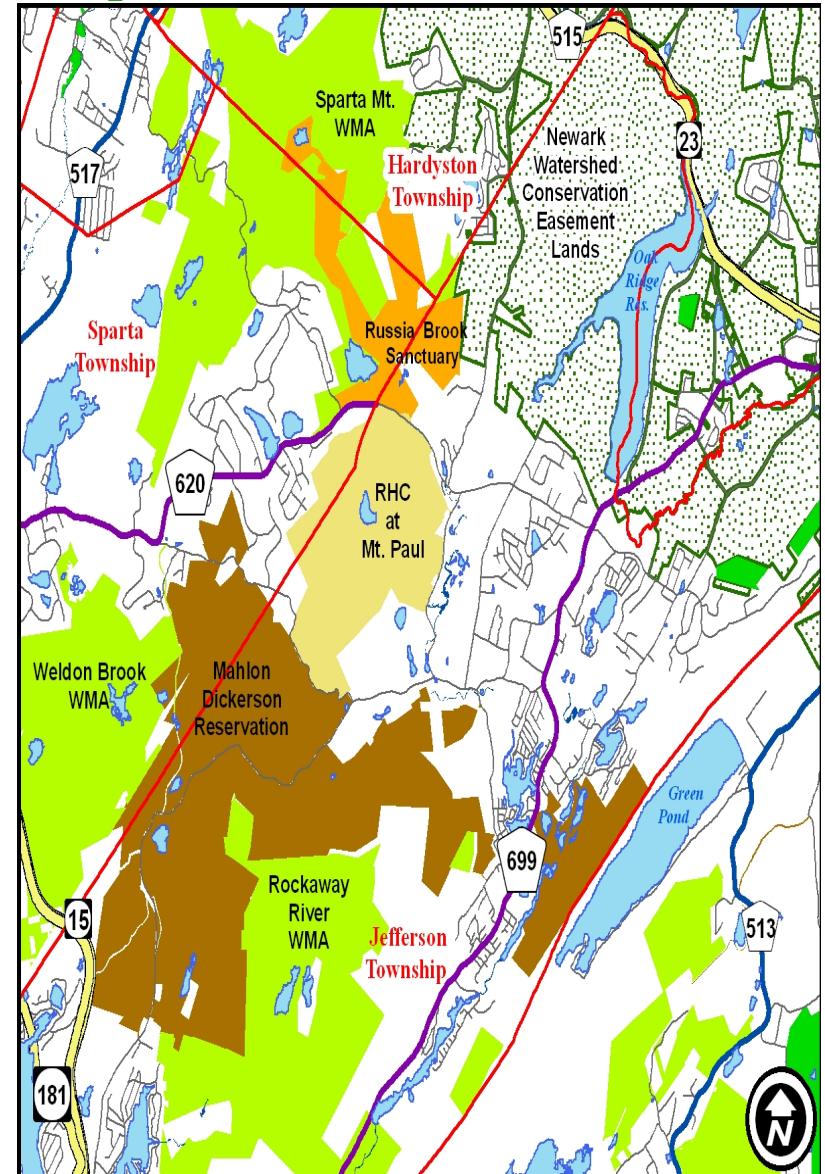 515
Sparta Mt.
WMA
23
Newark
Watershed
Conservation
Easement
Lands
Hardyston
Township
517
Oak
Ridge
Res.
Sparta
Township
Russia Brook
Sanctuary
620
RHC
at
Mt. Paul
Weldon Brook
WMA
Mahlon
Dickerson
Reservation
Green
Pond
699
Rockaway
River
WMA
15
Jefferson
Township
513
181
N